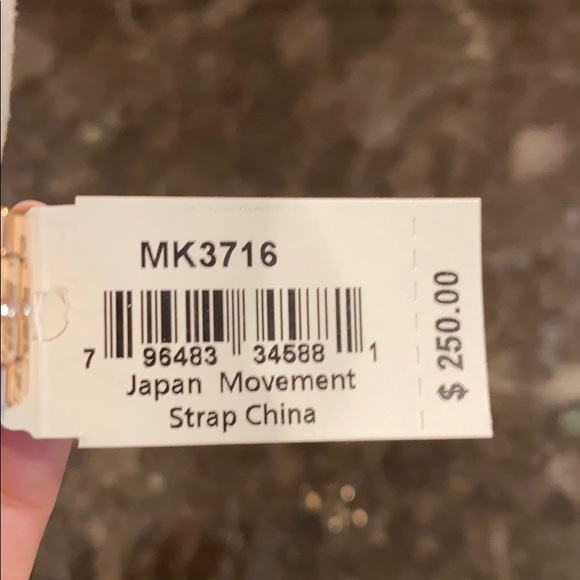 MK3716
7 96483 34588 1
Japan Movement
Strap China
$ 250.00